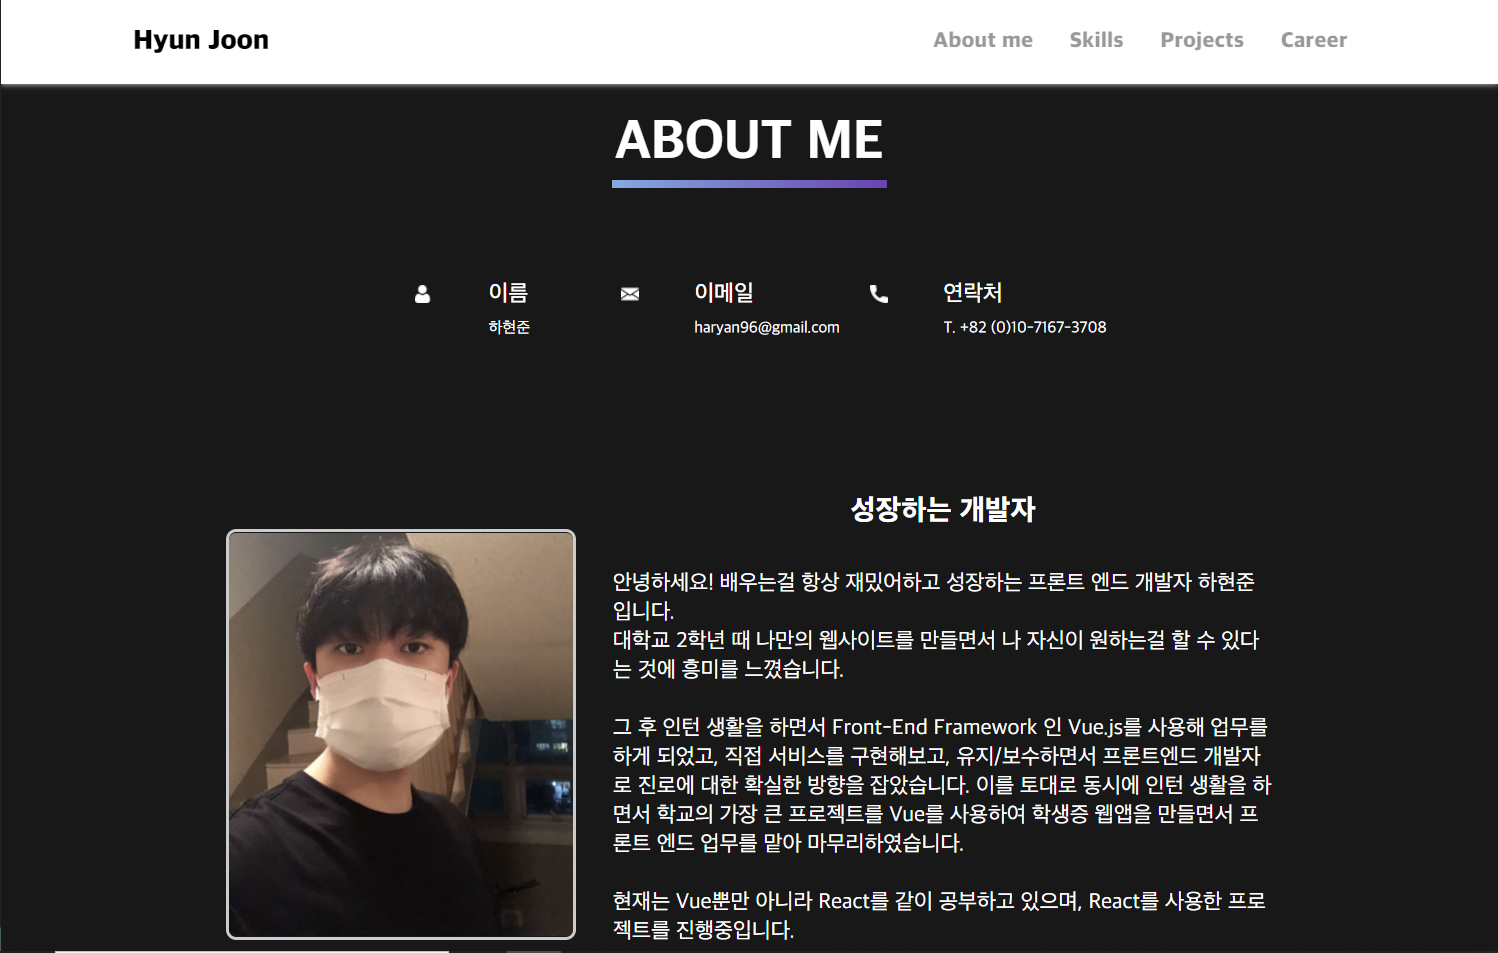 Hyun Joon
About me Skills Projects Career
ABOUT ME
이름
하현준
이메일
haryan96@gmail.com
연락처
T. +82 (0)10-7167-3708
성장하는 개발자
안녕하세요! 배우는걸 항상 재밌어하고 성장하는 프론트 엔드 개발자 하현준
입니다.
대학교 2학년 때 나만의 웹사이트를 만들면서 나 자신이 원하는걸 할 수 있다
는 것에 흥미를 느꼈습니다.
그 후 인턴 생활을 하면서 Front-End Framework 인 Vue.js를 사용해 업무를
하게 되었고, 직접 서비스를 구현해보고, 유지/보수하면서 프론트엔드 개발자
로 진로에 대한 확실한 방향을 잡았습니다. 이를 토대로 동시에 인턴 생활을 하
면서 학교의 가장 큰 프로젝트를 Vue를 사용하여 학생증 웹앱을 만들면서 프
론트 엔드 업무를 맡아 마무리하였습니다.
현재는 Vue뿐만 아니라 React를 같이 공부하고 있으며, React를 사용한 프로
젝트를 진행중입니다.